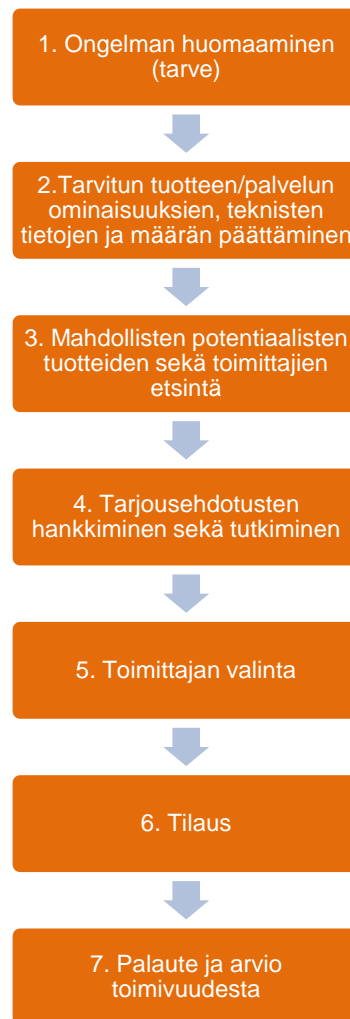 1. Ongelman huomaaminen
(tarve)
2.Tarvitun tuotteen/palvelun
ominaisuuksien, teknisten
tietojen ja määrän päättäminen
3. Mahdollisten potentiaalisten
tuotteiden sekä toimittajien
etsintä
4. Tarjousehdotusten
hankkiminen sekä tutkiminen
5. Toimittajan valinta
6. Tilaus
7. Palaute ja arvio
toimivuudesta